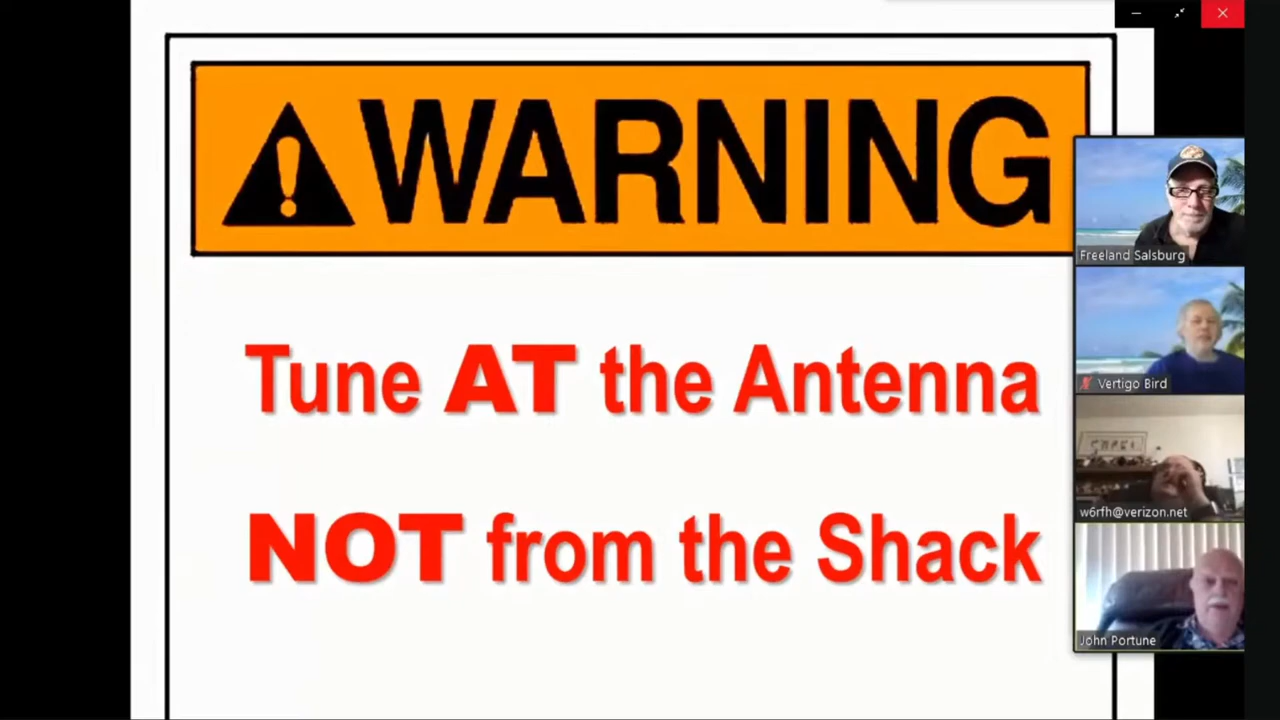 WARNING
Tune AT the Antenna
NOT from the Shack
Freeland Salsburg
Vertigo Bird
w6rfh@verizon.net
John Portune